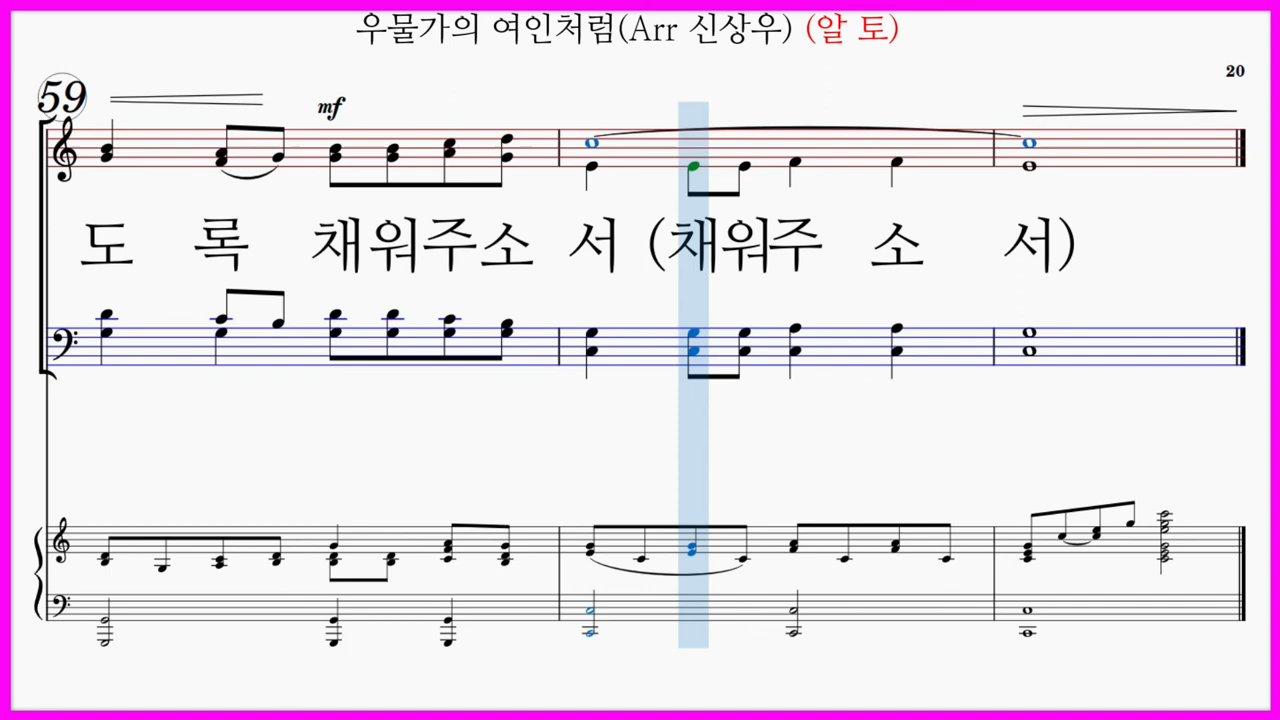 우물가의 여인처럼(Arr 신상우) (알 토)
20
59
mf
도 록 채워주소 서 (채워주 소 서)